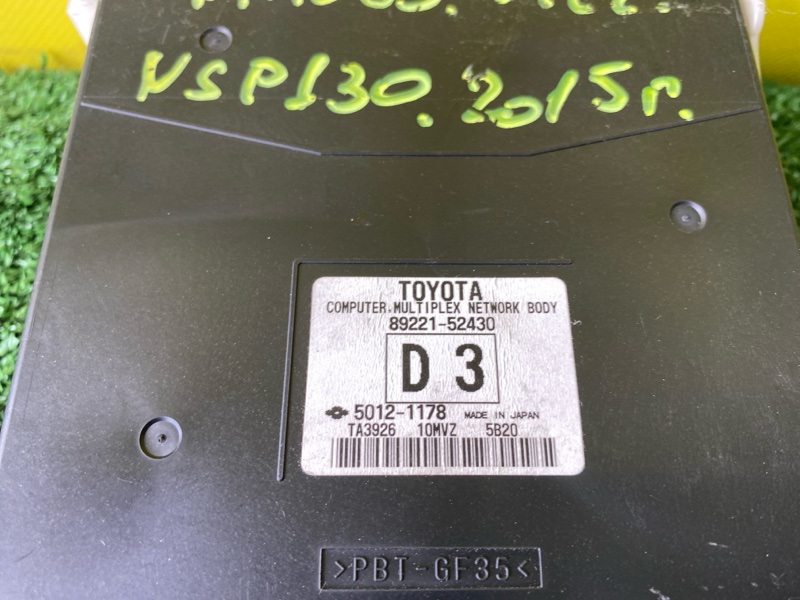 NSP130. 2015г.
TOYOTA
COMPUTER, MULTIPLEX NETWORK BODY
89221-52430
D 3
5012-1178 MADE IN JAPAN
TA3926 10MVZ 5B20
>PBT-GF35<